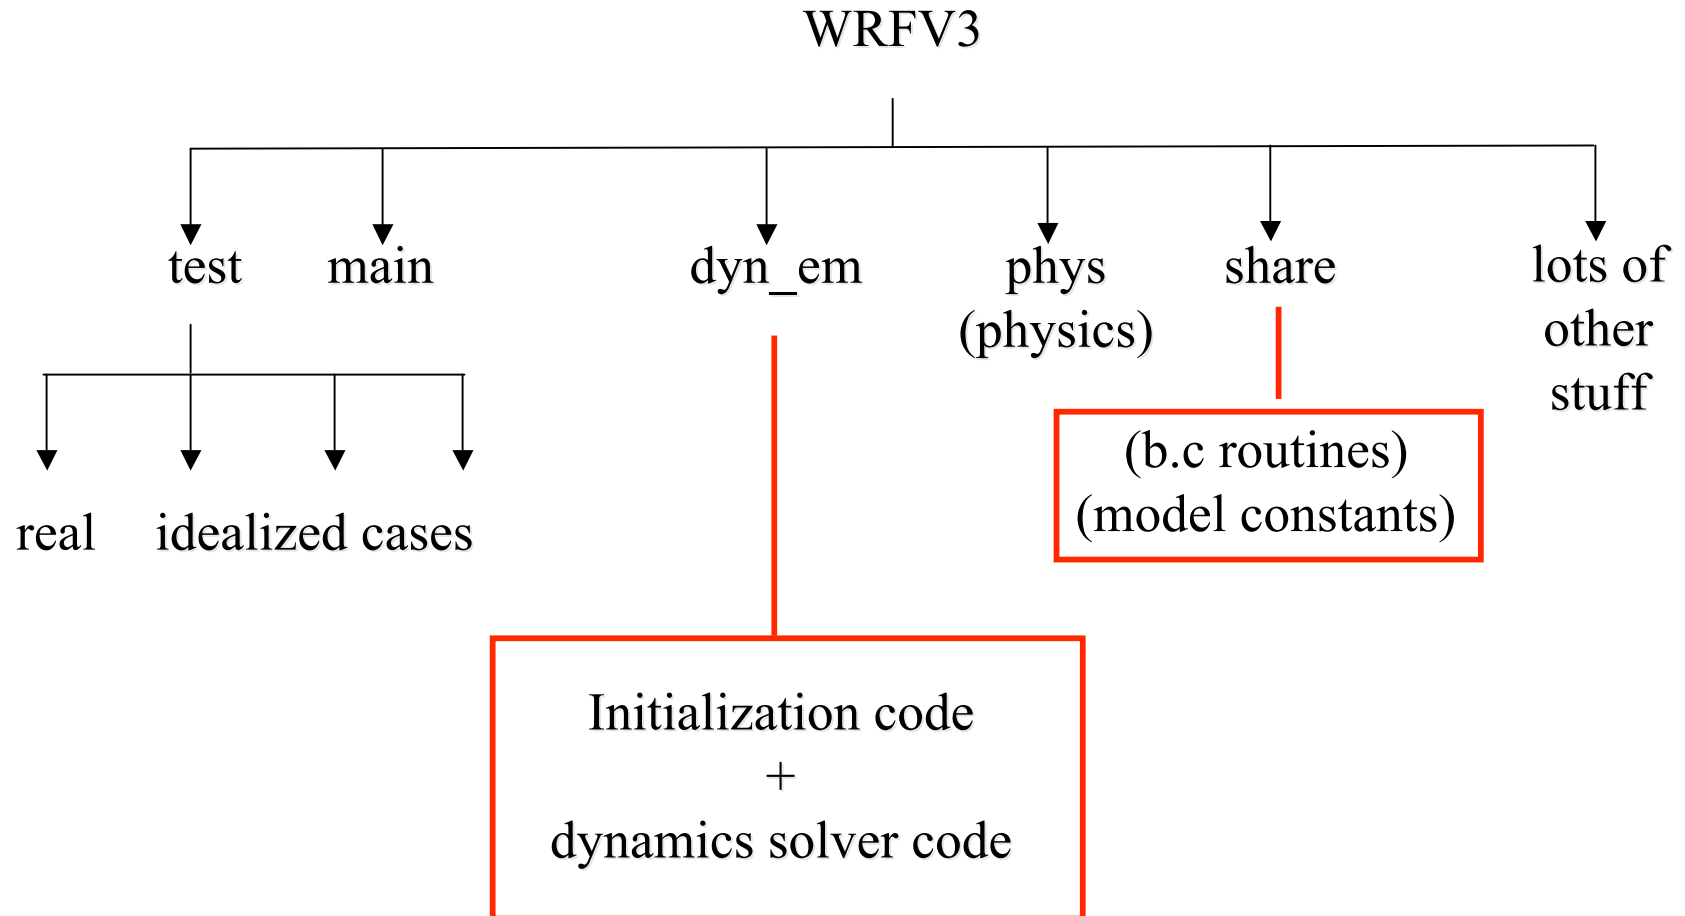 WRFV3
test
main
dyn_em
phys
(physics)
share
lots of
other
stuff
(b.c routines)
(model constants)
real
idealized cases
Initialization code
+
dynamics solver code